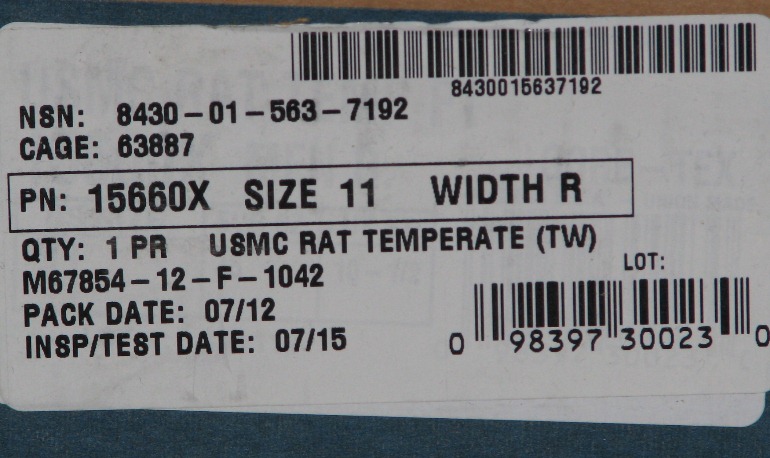 8430015637192
NSN: 8430-01-563-7192
CAGE: 63887
PN: 15660X SIZE 11 WIDTH R
QTY: 1 PR USMC RAT TEMPERATE (TW)
M67854-12-F-1042
LOT:
PACK DATE: 07/12
INSP/TEST DATE: 07/15
0 98397 30023 0